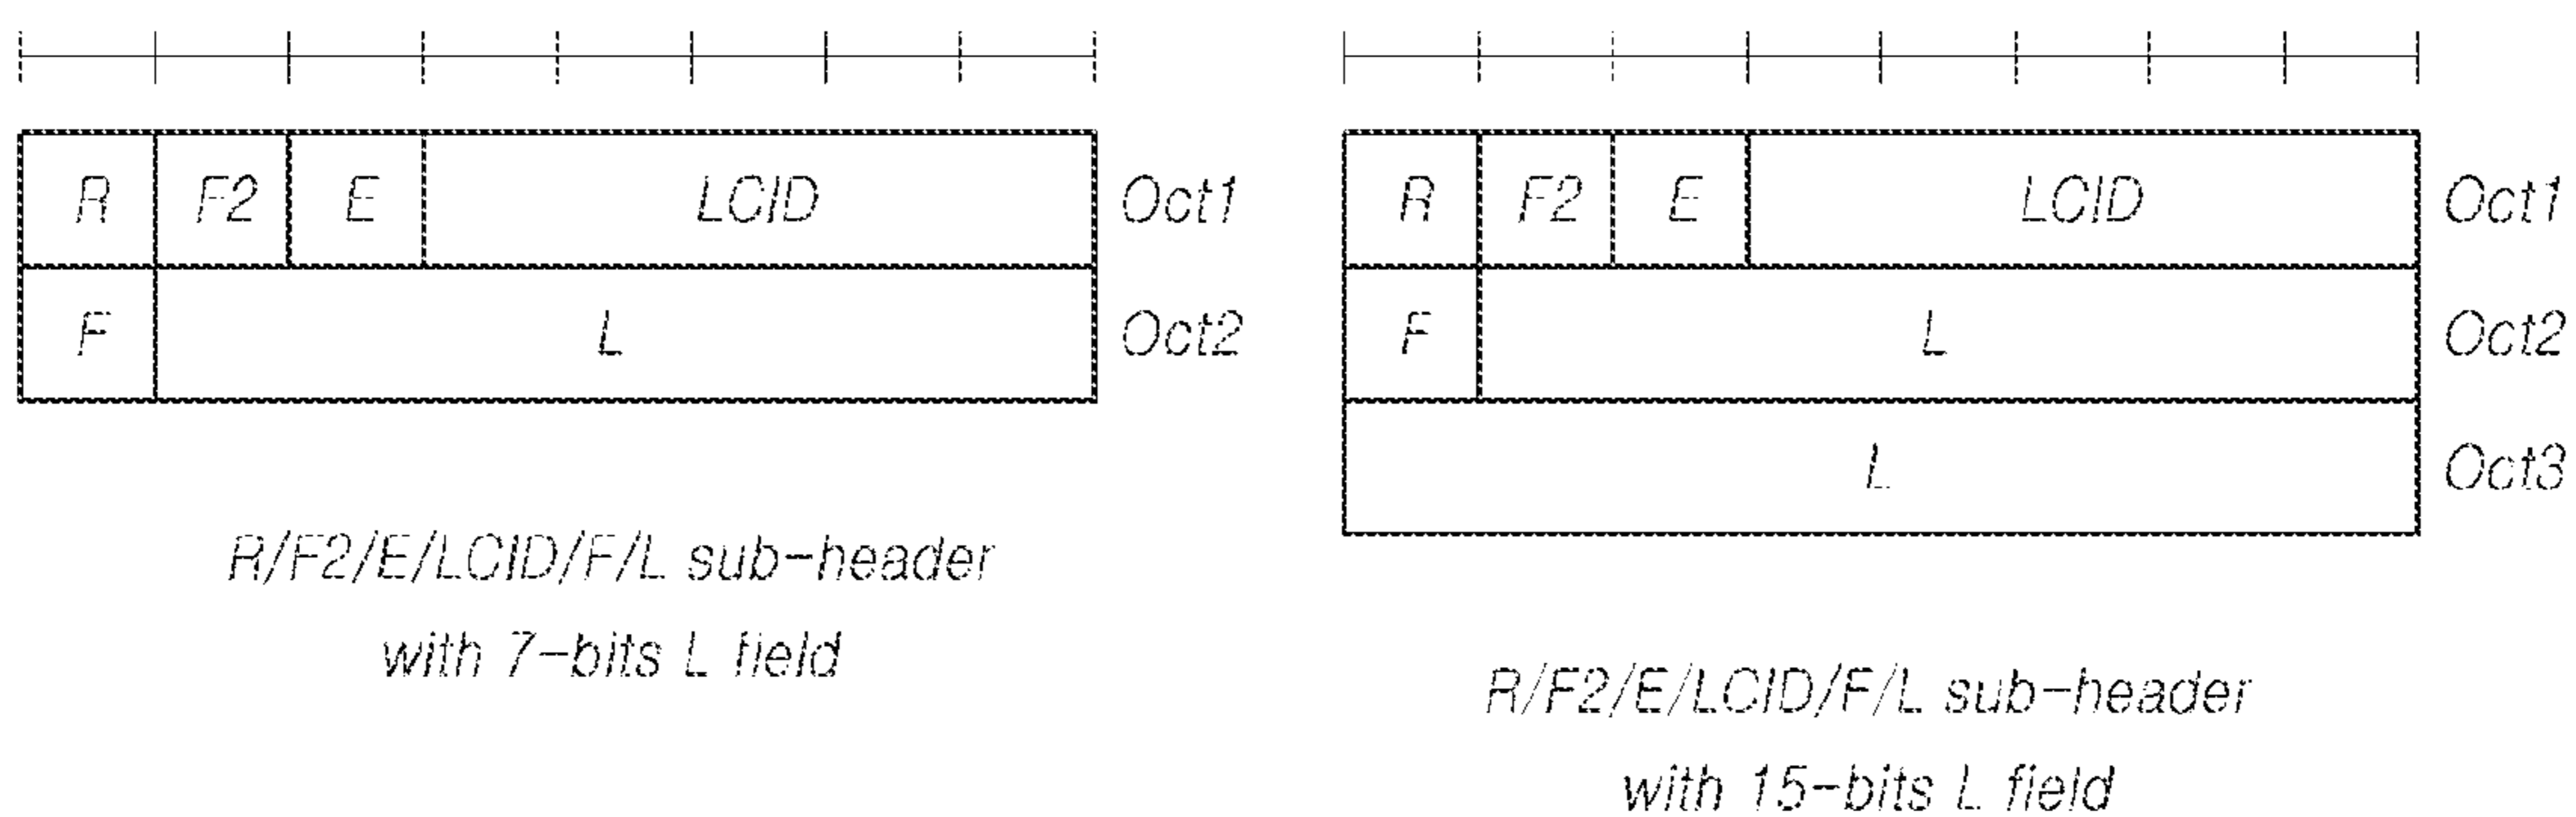 R F2 E LCID Oct1
F L Oct2
R/F2/E/LCID/F/L sub-header
with 7-bits L field
R F2 E LCID Oct1
F L Oct2
L Oct3
R/F2/E/LCID/F/L sub-header
with 15-bits L field